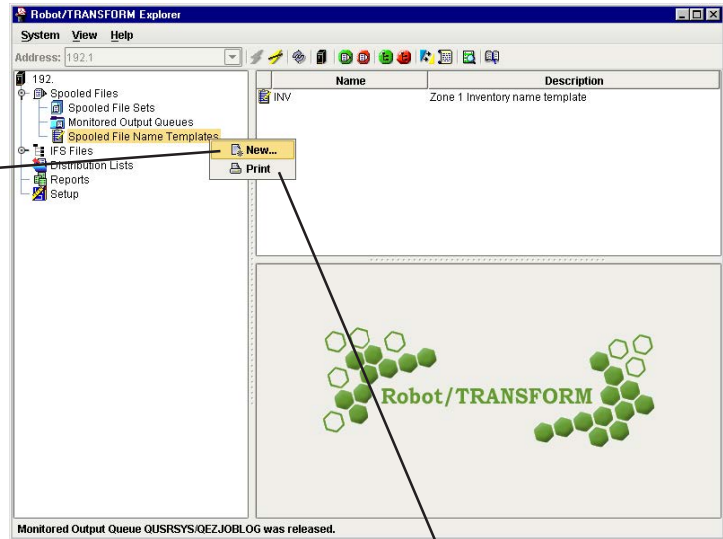 Robot/TRANSFORM Explorer
System View Help
Address: 192.1
192.
Spooled Files
Spooled File Sets
Monitored Output Queues
Spooled File Name Templates
IFS Files
Distribution Lists
Reports
Setup
New...
Print
Name Description
INV Zone 1 Inventory name template
Robot/TRANSFORM
Monitored Output Queue QUSRSYS/QEZJOBLOG was released.